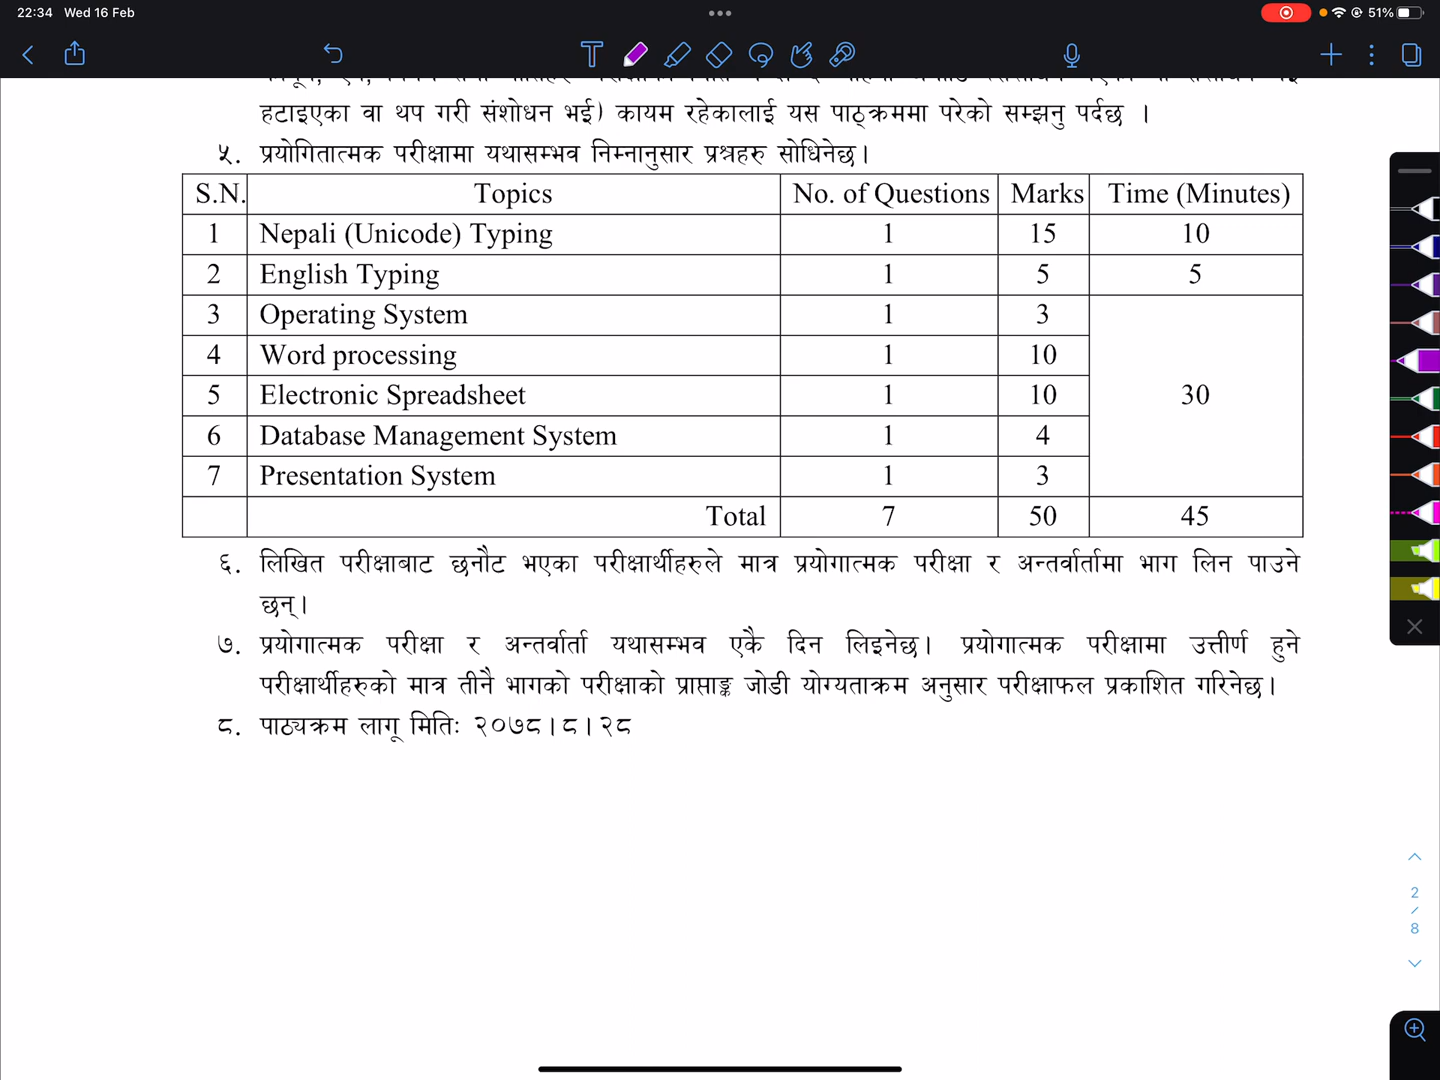 22:34 Wed 16 Feb
51%
हटाइएका वा थप गरी संशोधन भई) कायम रहेकालाई यस पाठ्क्रममा परेको सम्झनु पर्दछ ।
५. प्रयोगितात्मक परीक्षामा यथासम्भव निम्नानुसार प्रश्नहरु सोधिनेछ।
S.N. Topics No. of Questions Marks Time (Minutes)
1 Nepali (Unicode) Typing 1 15 10
2 English Typing 1 5 5
3 Operating System 1 3
4 Word processing 1 10
5 Electronic Spreadsheet 1 10 30
6 Database Management System 1 4
7 Presentation System 1 3
Total 7 50 45
६. लिखित परीक्षाबाट छनौट भएका परीक्षार्थीहरुले मात्र प्रयोगात्मक परीक्षा र अन्तर्वार्तामा भाग लिन पाउने
छन्।
७. प्रयोगात्मक परीक्षा र अन्तर्वार्ता यथासम्भव एकै दिन लिइनेछ। प्रयोगात्मक परीक्षामा उत्तीर्ण हुने
परीक्षार्थीहरुको मात्र तीनै भागको परीक्षाको प्राप्ताङ्क जोडी योग्यताक्रम अनुसार परीक्षाफल प्रकाशित गरिनेछ।
८. पाठ्यक्रम लागू मितिः २०७८।८।२८
2
/
8